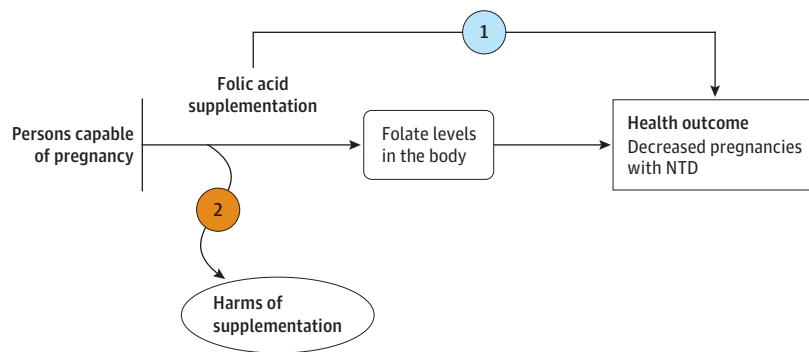 1
Folic acid
supplementation
Persons capable
of pregnancy
Folate levels
in the body
Health outcome
Decreased pregnancies
with NTD
2
Harms of
supplementation